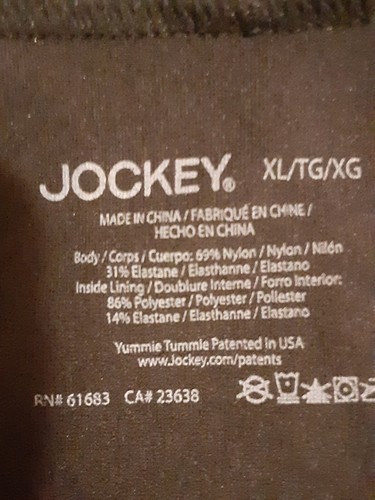 JOCKEY® XL/TG/XG
MADE IN CHINA / FABRIQUÉ EN CHINE /
HECHO EN CHINA
Body / Corps / Cuerpo: 69% Nylon / Nylon / Nilón
31% Elastane / Elasthanne / Elastano
Inside Lining / Doublure Interne / Forro Interior:
86% Polyester / Polyester / Poliester
14% Elastane / Elasthanne / Elastano
Yummie Tummie Patented in USA
www.jockey.com/patents
RN# 61683 CA# 23638